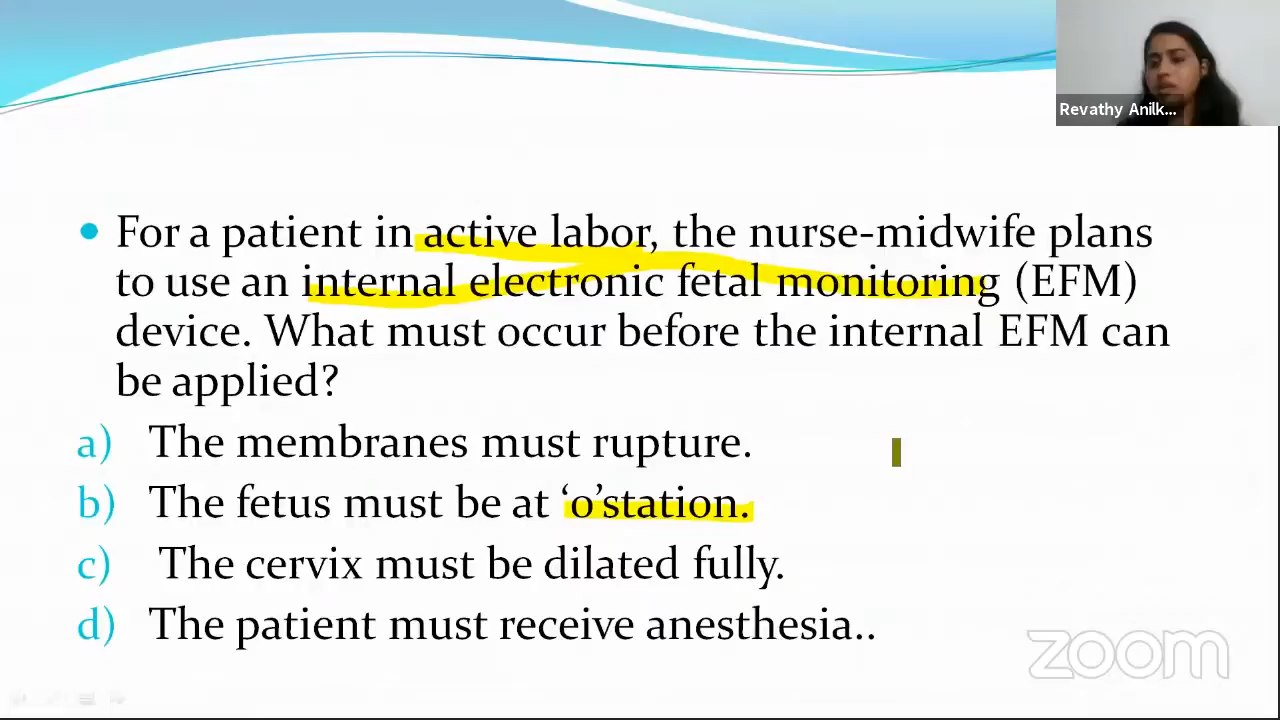 Revathy Anilk...
• For a patient in active labor, the nurse-midwife plans
to use an internal electronic fetal monitoring (EFM)
device. What must occur before the internal EFM can
be applied?
a) The membranes must rupture.
b) The fetus must be at ‘o’station.
c) The cervix must be dilated fully.
d) The patient must receive anesthesia..
zoom